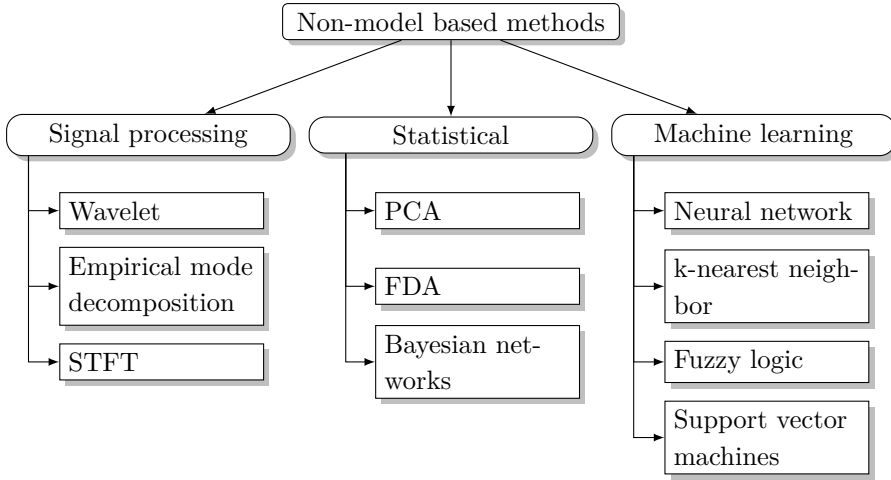 Non-model based methods
Signal processing
Wavelet
Empirical mode
decomposition
STFT
Statistical
PCA
FDA
Bayesian net-
works
Machine learning
Neural network
k-nearest neigh-
bor
Fuzzy logic
Support vector
machines